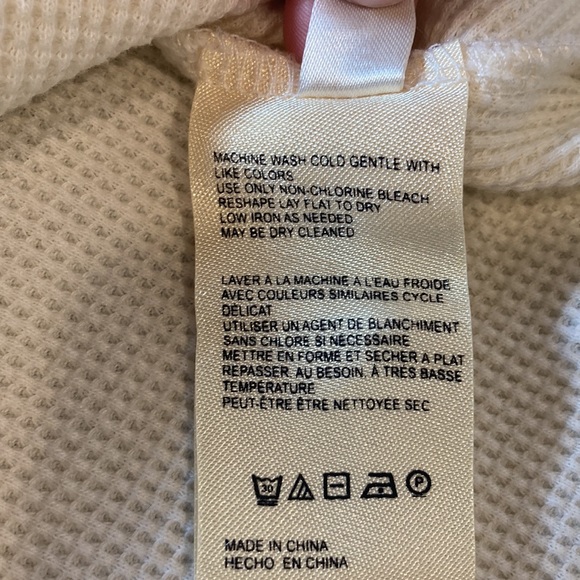 MACHINE WASH COLD GENTLE WITH
LIKE COLORS
USE ONLY NON-CHLORINE BLEACH
RESHAPE LAY FLAT TO DRY
LOW IRON AS NEEDED
MAY BE DRY CLEANED
LAVER À LA MACHINE À L'EAU FROIDE
AVEC COULEURS SIMILAIRES CYCLE
DÉLICAT
UTILISER UN AGENT DE BLANCHIMENT
SANS CHLORE SI NÉCESSAIRE
METTRE EN FORME ET SÉCHER À PLAT
REPASSER, AU BESOIN, À TRÈS BASSE
TEMPÉRATURE
PEUT-ÊTRE ÊTRE NETTOYÉE SEC
30 P
MADE IN CHINA
HECHO EN CHINA